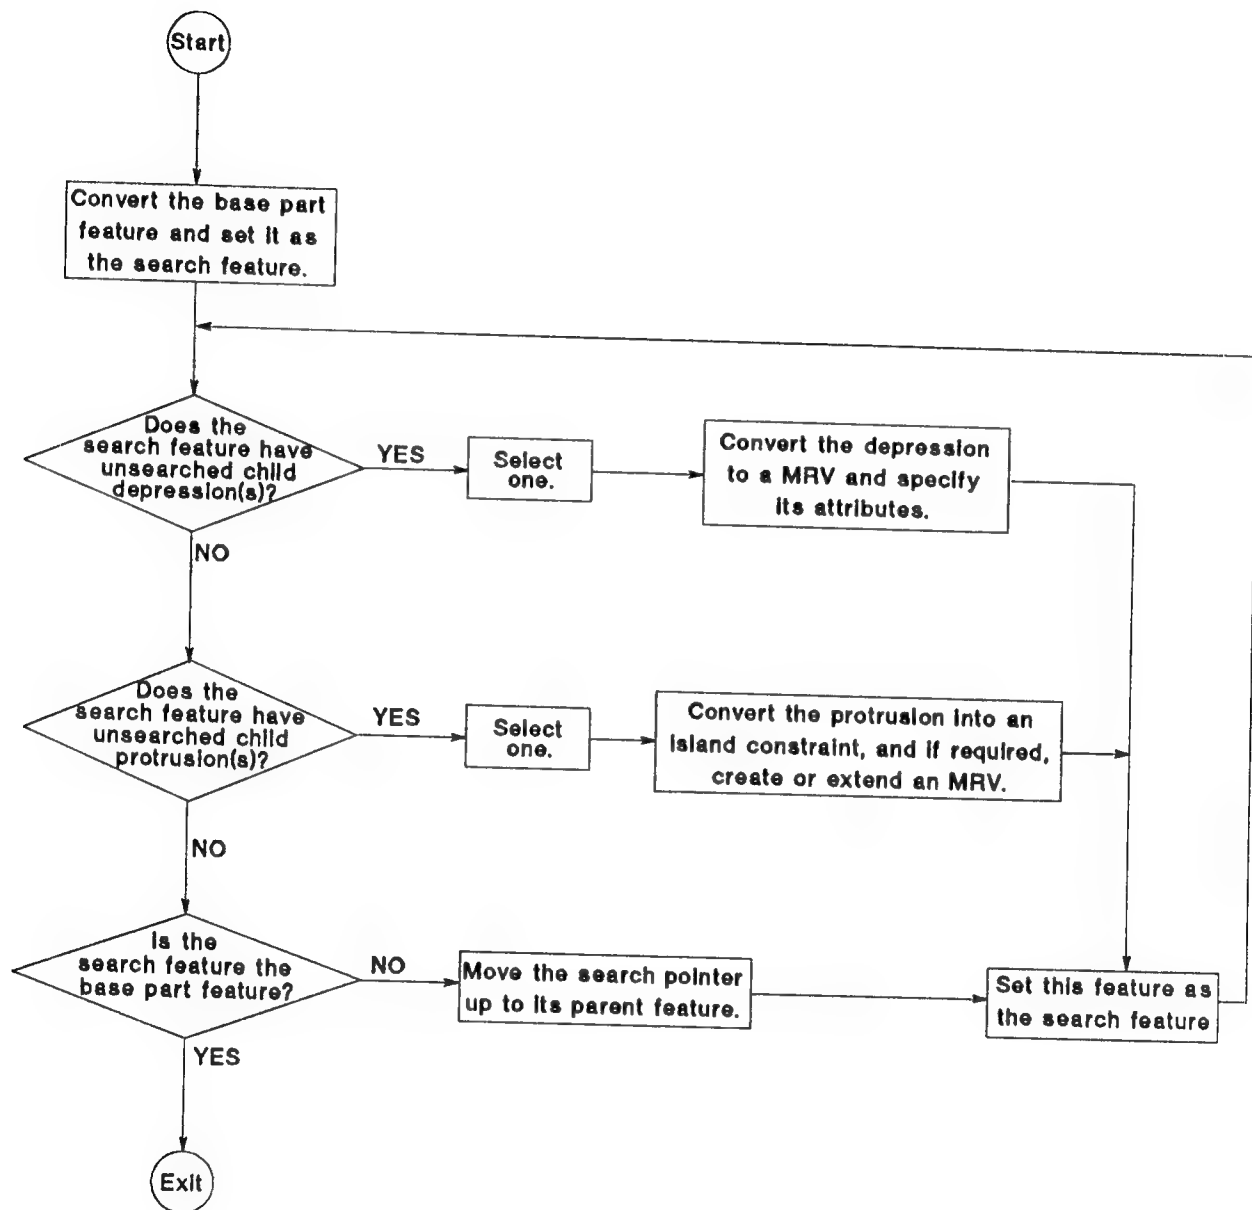 Start
Convert the base part
feature and set it as
the search feature.
Does the
search feature have
unsearched child
depression(s)?
YES
Select
one.
Convert the depression
to a MRV and specify
its attributes.
NO
Does the
search feature have
unsearched child
protrusion(s)?
YES
Select
one.
Convert the protrusion into an
island constraint, and if required,
create or extend an MRV.
NO
Is the
search feature the
base part feature?
NO
Move the search pointer
up to its parent feature.
Set this feature as
the search feature
YES
Exit